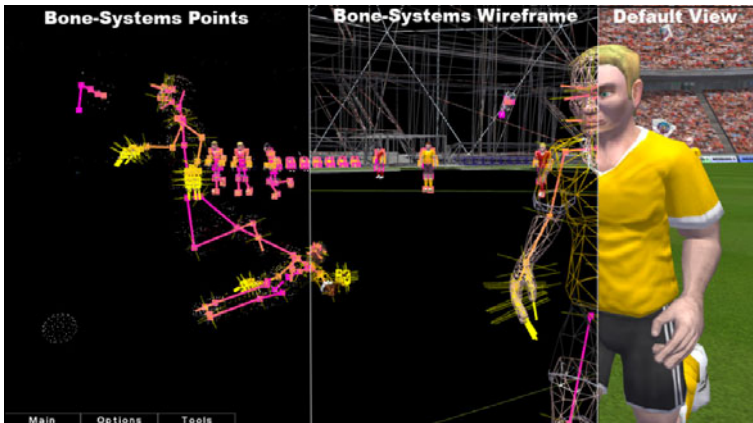 Bone-Systems Points
Bone-Systems Wireframe
Default View
Main
Options
Tools